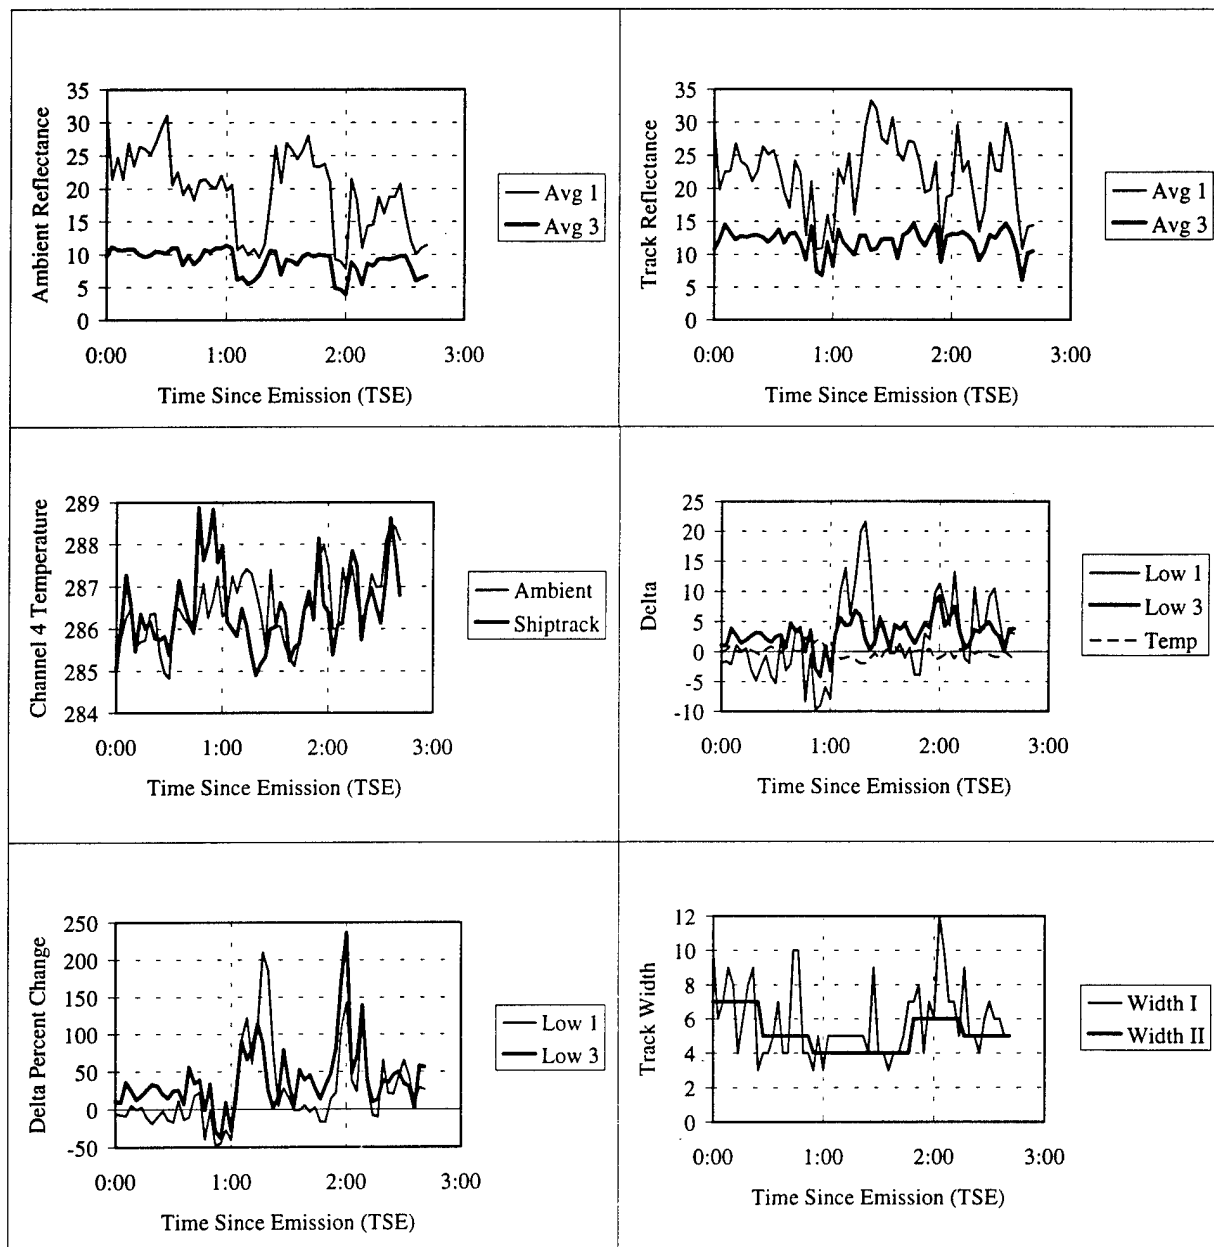 Ambient Reflectance
35
30
25
20
15
10
5
0
0:00 1:00 2:00 3:00
Time Since Emission (TSE)
Avg 1
Avg 3
Track Reflectance
35
30
25
20
15
10
5
0
0:00 1:00 2:00 3:00
Time Since Emission (TSE)
Avg 1
Avg 3
Channel 4 Temperature
289
288
287
286
285
284
0:00 1:00 2:00 3:00
Time Since Emission (TSE)
Ambient
Shiptrack
Delta
25
20
15
10
5
0
-5
-10
0:00 1:00 2:00 3:00
Time Since Emission (TSE)
Low 1
Low 3
Temp
Delta Percent Change
250
200
150
100
50
0
-50
0:00 1:00 2:00 3:00
Time Since Emission (TSE)
Low 1
Low 3
Track Width
12
10
8
6
4
2
0
0:00 1:00 2:00 3:00
Time Since Emission (TSE)
Width I
Width II